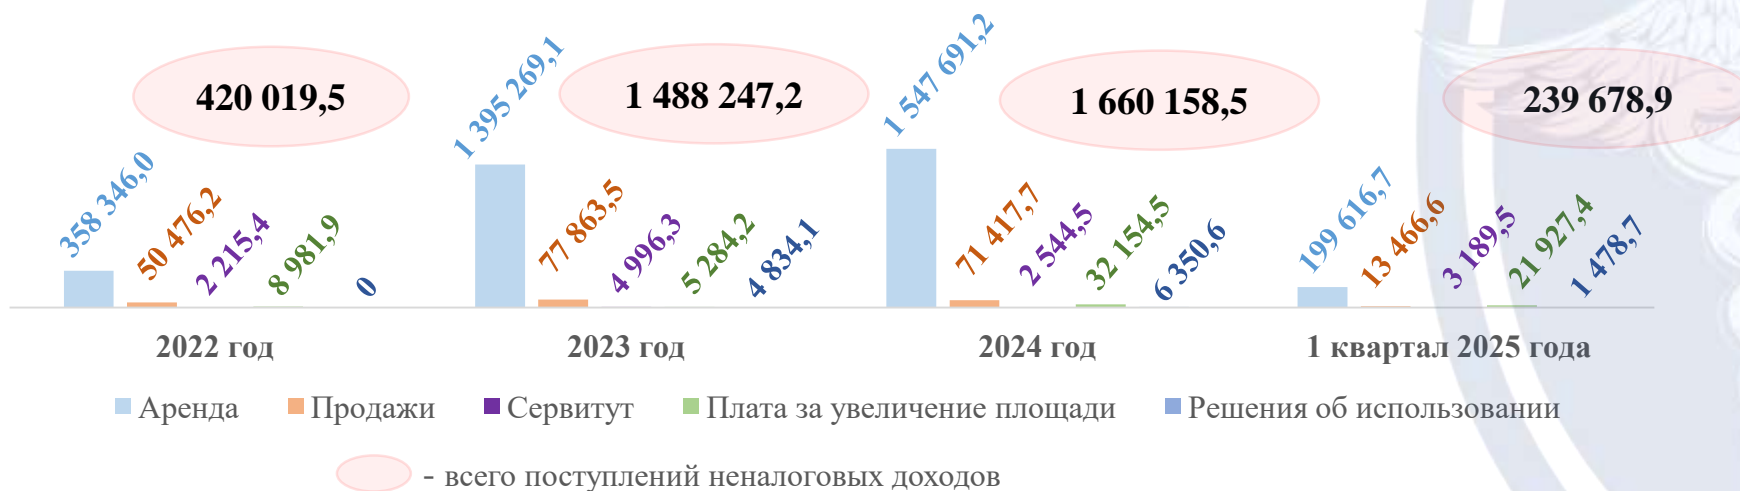 420 019,5
1 488 247,2
1 660 158,5
239 678,9
358 346,0
50 476,2
2 215,4
8 981,9
0
1 395 269,1
77 863,5
4 996,3
5 284,2
4 834,1
1 547 691,2
71 417,7
2 544,5
32 154,5
6 350,6
199 616,7
13 466,6
3 189,5
21 927,4
1 478,7
2022 год
2023 год
2024 год
1 квартал 2025 года
Аренда
Продажи
Сервитут
Плата за увеличение площади
Решения об использовании
- всего поступлений неналоговых доходов